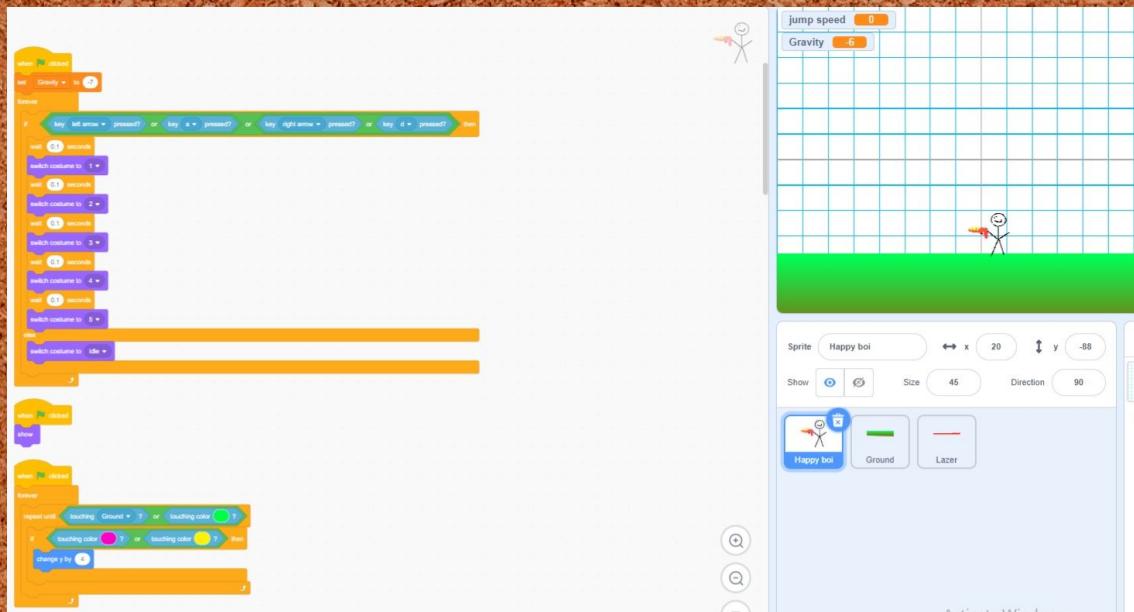 when clicked
set Gravity to -7
forever
if key left arrow pressed? or key a pressed? or key right arrow pressed? or key d pressed? then
wait 0.1 seconds
switch costume to 1
wait 0.1 seconds
switch costume to 2
wait 0.1 seconds
switch costume to 3
wait 0.1 seconds
switch costume to 4
wait 0.1 seconds
switch costume to 5
else
switch costume to Idle
when clicked
show
when clicked
forever
repeat until touching Ground ? or touching color ?
if touching color ? or touching color ? then
change y by
jump speed 0
Gravity -6
Sprite Happy boi x 20 y -88
Show Size 45 Direction 90
Happy boi Ground Lazer